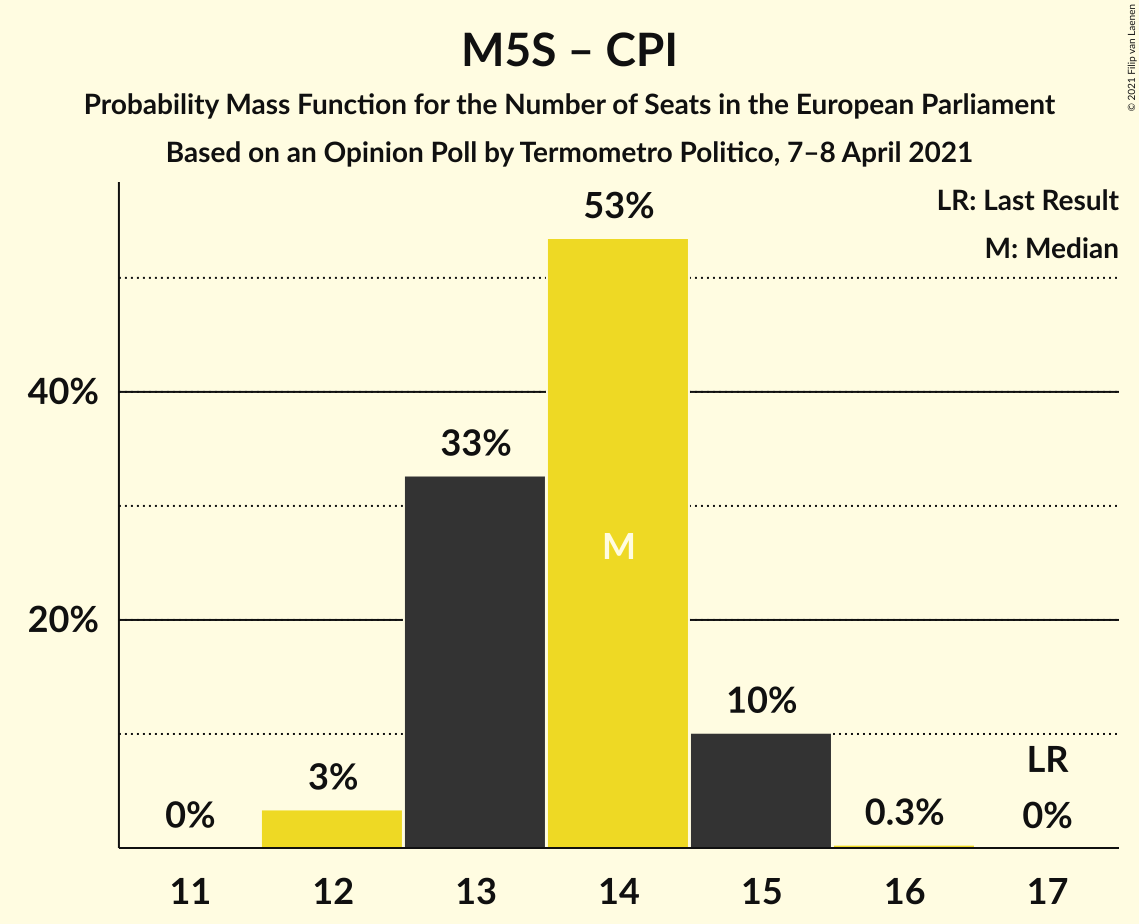 M5S – CPI
Probability Mass Function for the Number of Seats in the European Parliament
Based on an Opinion Poll by Termometro Politico, 7–8 April 2021
© 2021 Filip van Laenen
LR: Last Result
M: Median
53%
40%
33%
M
20%
10%
LR
3%
0%
0.3%
0%
11 12 13 14 15 16 17